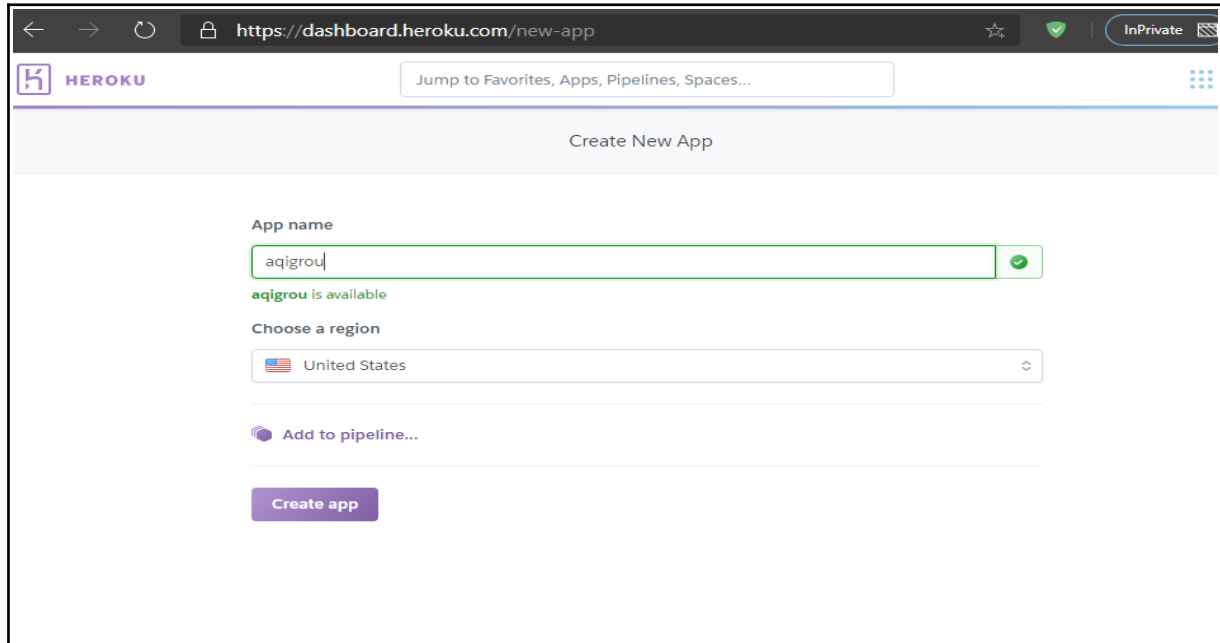 https://dashboard.heroku.com/new-app
InPrivate
HEROKU
Jump to Favorites, Apps, Pipelines, Spaces...
Create New App
App name
aqigrou
aqigrou is available
Choose a region
United States
Add to pipeline...
Create app